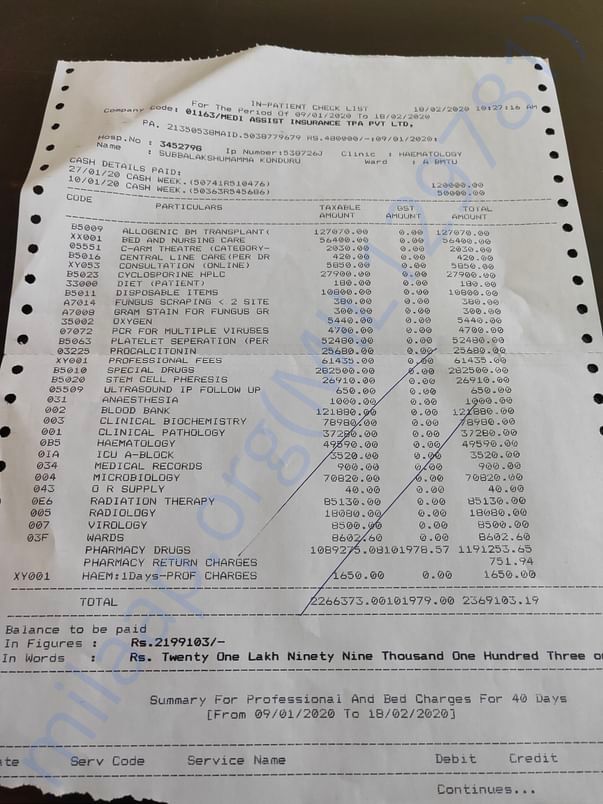 IN-PATIENT CHECK LIST 18/02/2020 10:27:16 AM
For The Period Of 09/01/2020 To 18/02/2020
Company Code: 01163/MEDI ASSIST INSURANCE TPA PVT LTD,
PA. 21350538MAID.5038779679 RS.480000/-:09/01/2020:
Hosp.No : 345279G Ip Number:538726J Clinic : HAEMATOLOGY
Name : SUBBALAKSHUMAMMA KUNDURU Ward : A BMTU
CASH DETAILS PAID:
27/01/20 CASH WEEK.(50741R510476) 120000.00
10/01/20 CASH WEEK.(50363R545686) 50000.00
CODE PARTICULARS TAXABLE AMOUNT GST AMOUNT TOTAL AMOUNT
B5009 ALLOGENIC BM TRANSPLANT( 127070.00 0.00 127070.00
XX001 BED AND NURSING CARE 56400.00 0.00 56400.00
05551 C-ARM THEATRE (CATEGORY- 2030.00 0.00 2030.00
B5016 CENTRAL LINE CARE(PER DR 420.00 0.00 420.00
XY053 CONSULTATION (ONLINE) 5850.00 0.00 5850.00
B5023 CYCLOSPORINE HPLC 27900.00 0.00 27900.00
33000 DIET (PATIENT) 180.00 0.00 180.00
B5011 DISPOSABLE ITEMS 10800.00 0.00 10800.00
A7014 FUNGUS SCRAPING < 2 SITE 380.00 0.00 380.00
A7008 GRAM STAIN FOR FUNGUS GR 300.00 0.00 300.00
35002 OXYGEN 5440.00 0.00 5440.00
07072 PCR FOR MULTIPLE VIRUSES 4700.00 0.00 4700.00
B5063 PLATELET SEPERATION (PER 52480.00 0.00 52480.00
03225 PROCALCITONIN 25680.00 0.00 25680.00
XY001 PROFESSIONAL FEES 61435.00 0.00 61435.00
B5010 SPECIAL DRUGS 282500.00 0.00 282500.00
B5020 STEM CELL PHERESIS 26910.00 0.00 26910.00
05509 ULTRASOUND IP FOLLOW UP 650.00 0.00 650.00
031 ANAESTHESIA 1000.00 0.00 1000.00
002 BLOOD BANK 121880.00 0.00 121880.00
003 CLINICAL BIOCHEMISTRY 78980.00 0.00 78980.00
001 CLINICAL PATHOLOGY 37280.00 0.00 37280.00
0B5 HAEMATOLOGY 49590.00 0.00 49590.00
0IA ICU A-BLOCK 3520.00 0.00 3520.00
034 MEDICAL RECORDS 900.00 0.00 900.00
004 MICROBIOLOGY 70820.00 0.00 70820.00
043 O R SUPPLY 40.00 0.00 40.00
0E6 RADIATION THERAPY 85130.00 0.00 85130.00
005 RADIOLOGY 18080.00 0.00 18080.00
007 VIROLOGY 8500.00 0.00 8500.00
03F WARDS 8602.60 0.00 8602.60
PHARMACY DRUGS 1089275.08101978.57 1191253.65
PHARMACY RETURN CHARGES 751.94
XY001 HAEM:1Days-PROF CHARGES 1650.00 0.00 1650.00
TOTAL 2266373.00101979.00 2369103.19
Balance to be paid
In Figures : Rs.2199103/-
In Words : Rs. Twenty One Lakh Ninety Nine Thousand One Hundred Three o
Summary For Professional And Bed Charges For 40 Days
[From 09/01/2020 To 18/02/2020]
ate Serv Code Service Name Debit Credit
Continues...